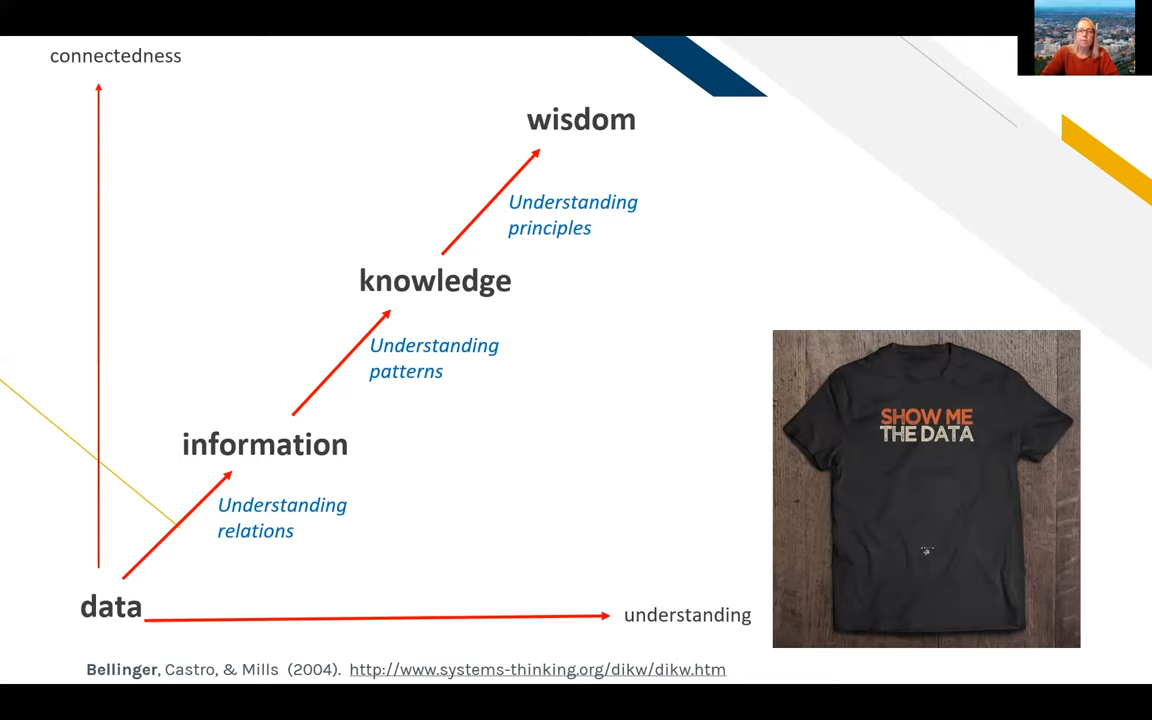 connectedness
wisdom
Understanding
principles
knowledge
Understanding
patterns
SHOW ME
THE DATA
information
Understanding
relations
data
understanding
Bellinger, Castro, & Mills (2004). http://www.systems-thinking.org/dikw/dikw.htm